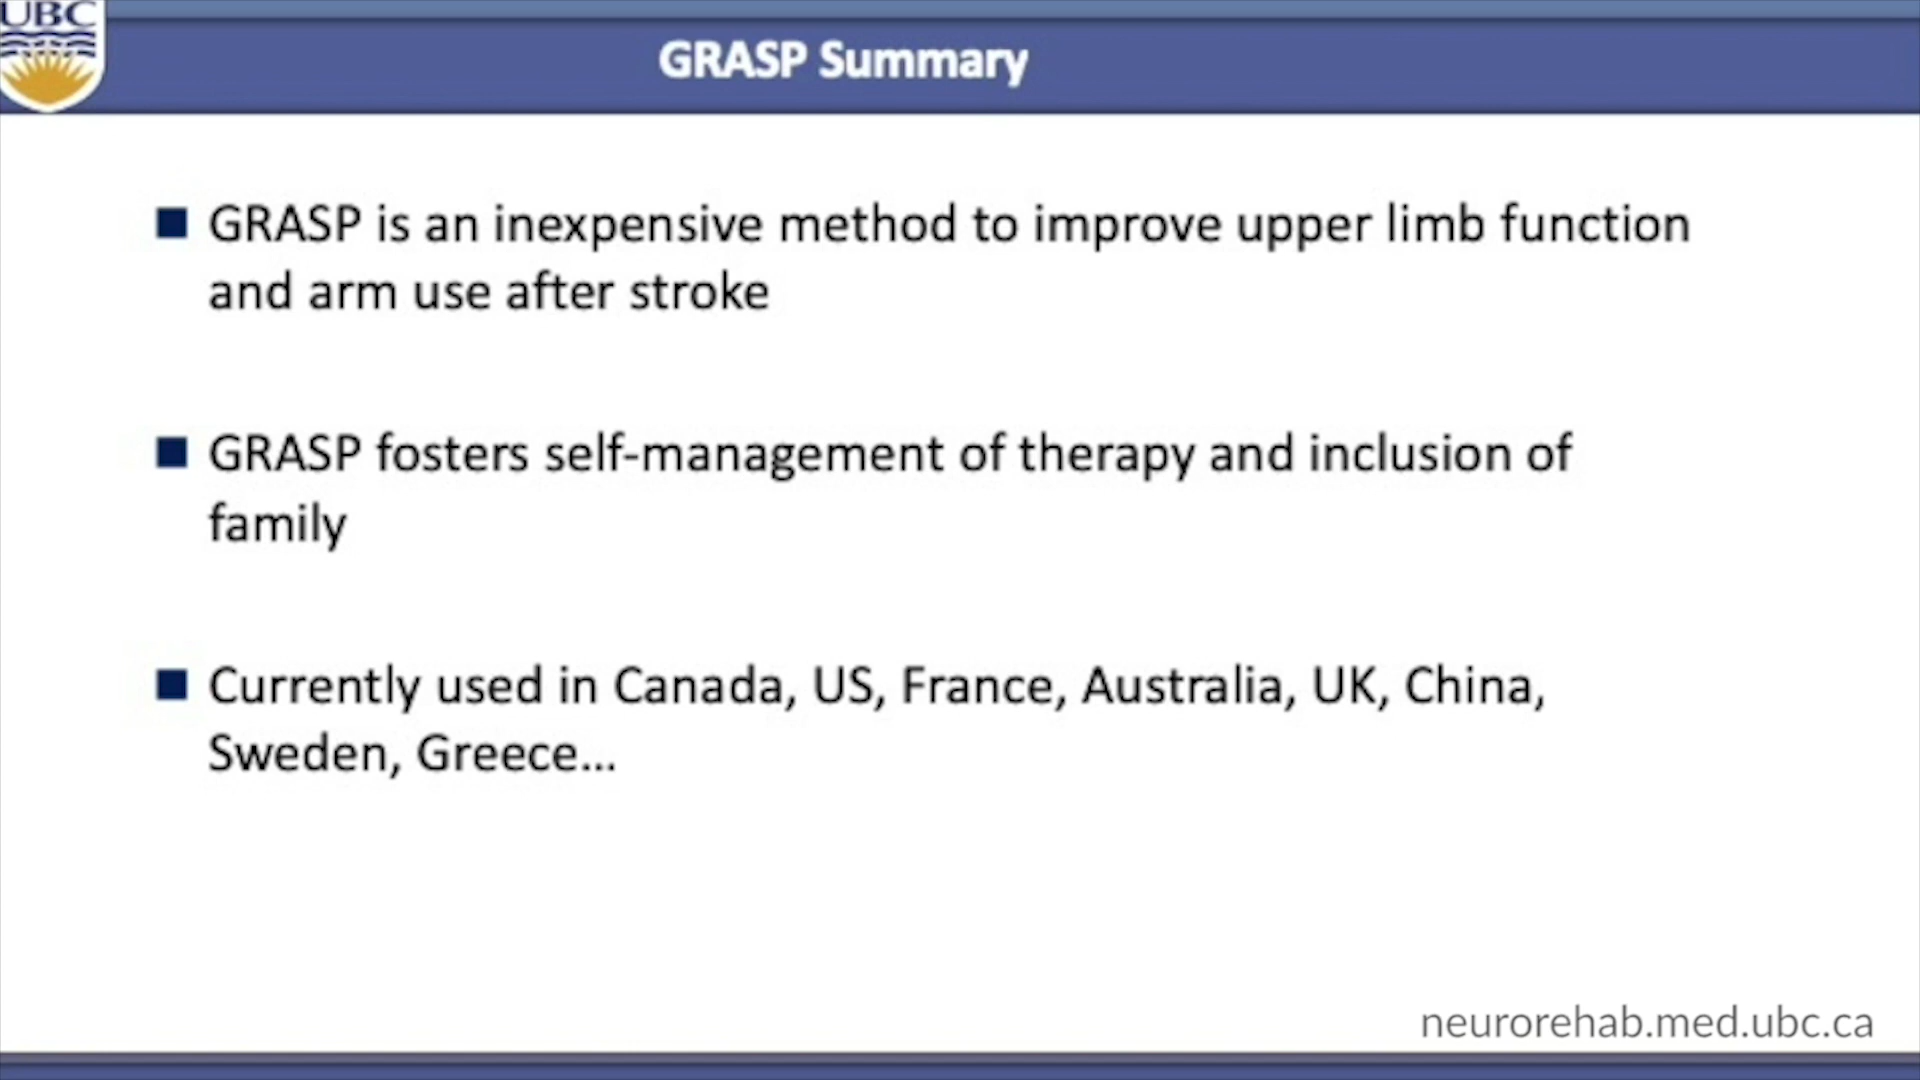 UBC
GRASP Summary
GRASP is an inexpensive method to improve upper limb function
and arm use after stroke
GRASP fosters self-management of therapy and inclusion of
family
Currently used in Canada, US, France, Australia, UK, China,
Sweden, Greece...
neurorehab.med.ubc.ca